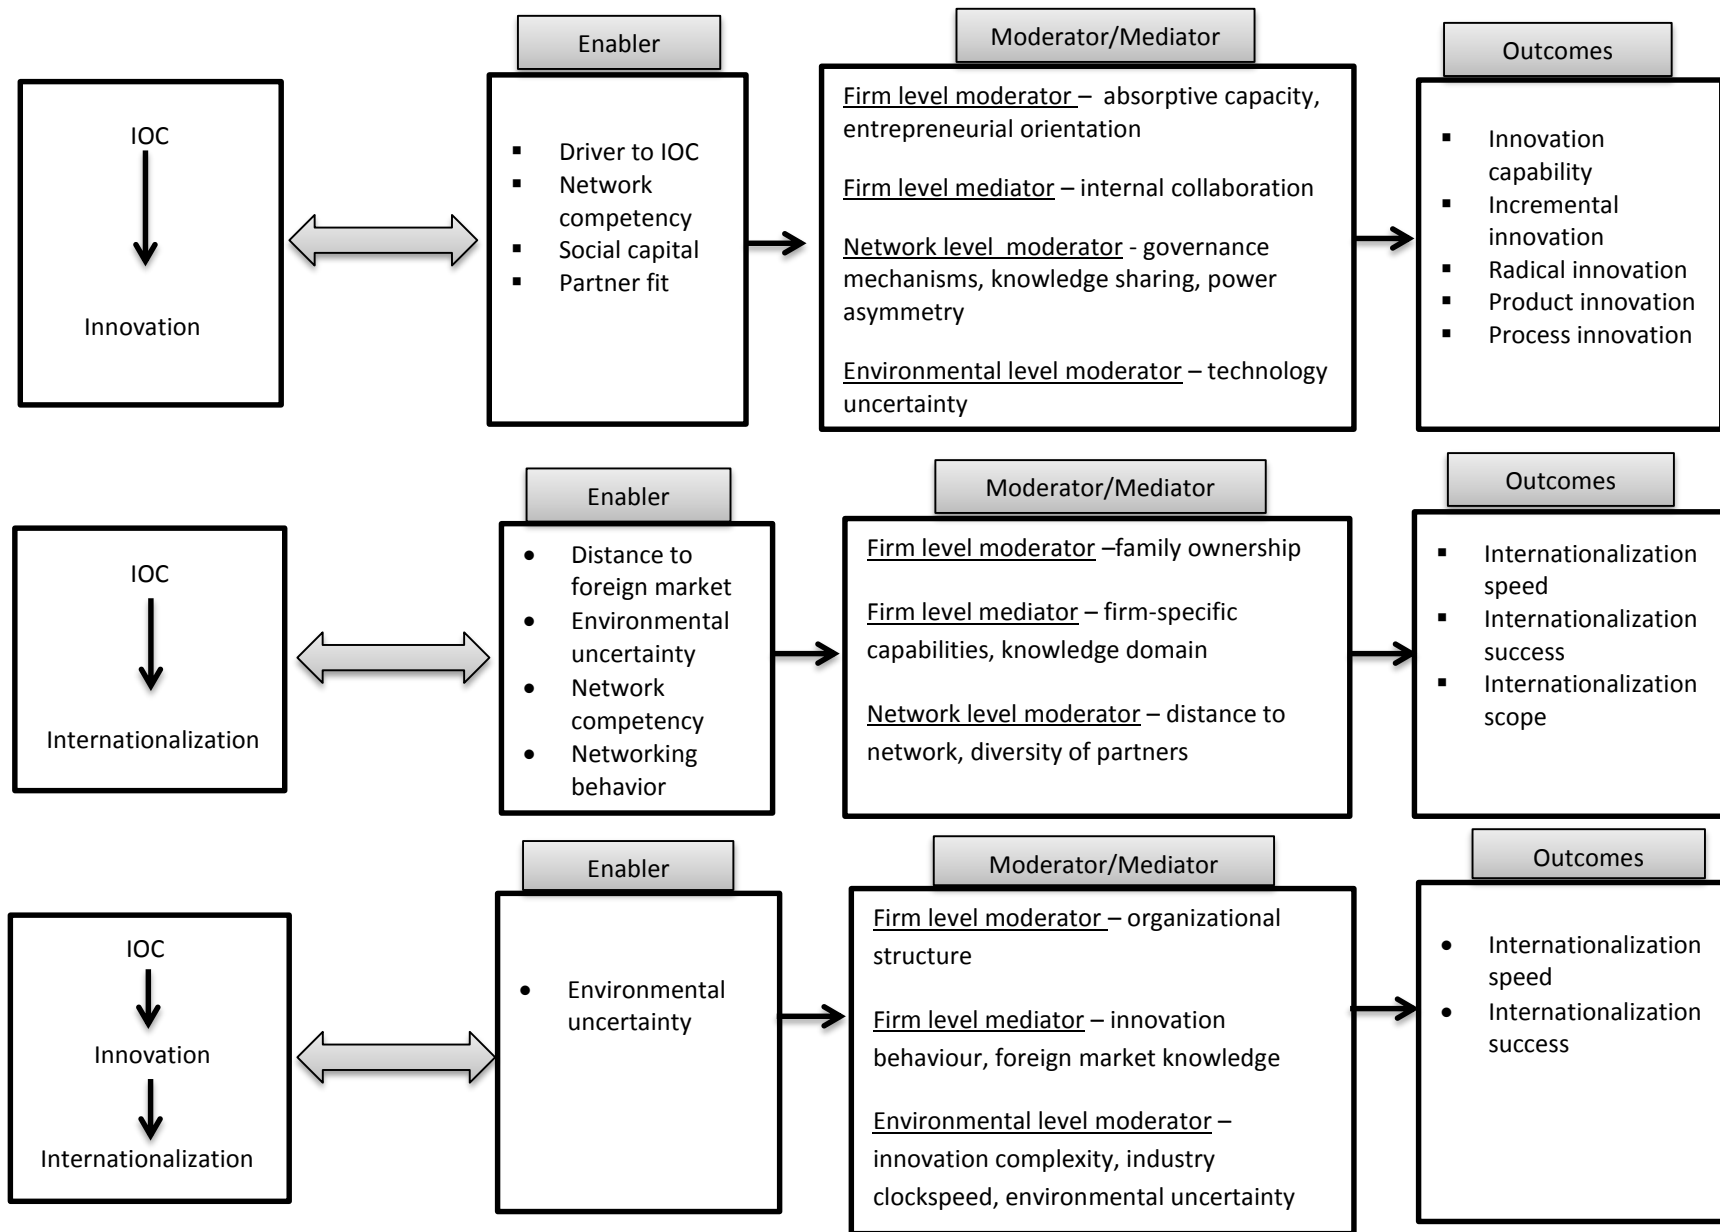 Enabler
Moderator/Mediator
Outcomes
IOC
Innovation
▪ Driver to IOC
▪ Network
competency
▪ Social capital
▪ Partner fit
Firm level moderator – absorptive capacity,
entrepreneurial orientation
Firm level mediator – internal collaboration
Network level moderator - governance
mechanisms, knowledge sharing, power
asymmetry
Environmental level moderator – technology
uncertainty
▪ Innovation
capability
▪ Incremental
innovation
▪ Radical innovation
▪ Product innovation
▪ Process innovation
Enabler
Moderator/Mediator
Outcomes
IOC
Internationalization
• Distance to
foreign market
• Environmental
uncertainty
• Network
competency
• Networking
behavior
Firm level moderator –family ownership
Firm level mediator – firm-specific
capabilities, knowledge domain
Network level moderator – distance to
network, diversity of partners
▪ Internationalization
speed
▪ Internationalization
success
▪ Internationalization
scope
Enabler
Moderator/Mediator
Outcomes
IOC
Innovation
Internationalization
• Environmental
uncertainty
Firm level moderator – organizational
structure
Firm level mediator – innovation
behaviour, foreign market knowledge
Environmental level moderator –
innovation complexity, industry
clockspeed, environmental uncertainty
• Internationalization
speed
• Internationalization
success